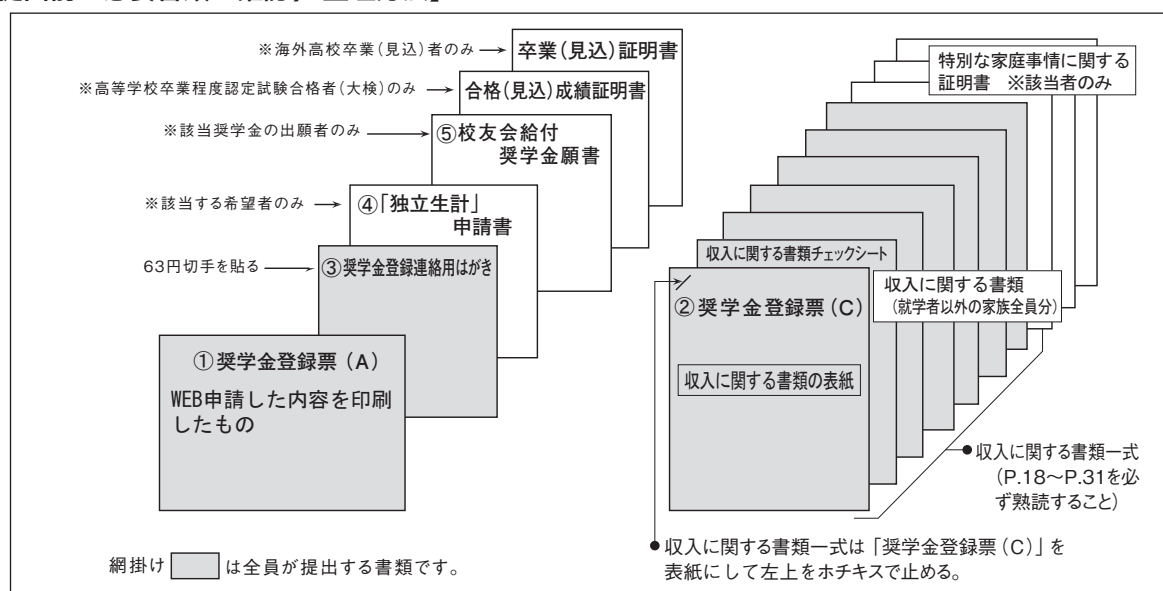 ※海外高校卒業(見込)者のみ
卒業(見込)証明書
※高等学校卒業程度認定試験合格者(大検)のみ
合格(見込)成績証明書
※該当奨学金の出願者のみ
⑤校友会給付
奨学金願書
※該当する希望者のみ
④「独立生計」
申請書
63円切手を貼る
③奨学金登録連絡用はがき
①奨学金登録票(A)
WEB申請した内容を印刷
したもの
網掛け は全員が提出する書類です。
特別な家庭事情に関する
証明書 ※該当者のみ
収入に関する書類チェックシート
収入に関する書類
(就学者以外の家族全員分)
②奨学金登録票(C)
収入に関する書類の表紙
●収入に関する書類一式
(P.18〜P.31を必
ず熟読すること)
●収入に関する書類一式は「奨学金登録票(C)」を
表紙にして左上をホチキスで止める。